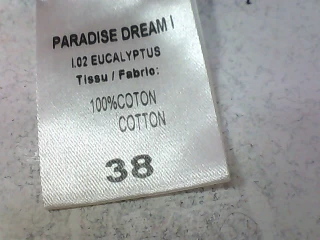 PARADISE DREAM I
I.02 EUCALYPTUS
Tissu / Fabric:
100%COTON
COTTON
38